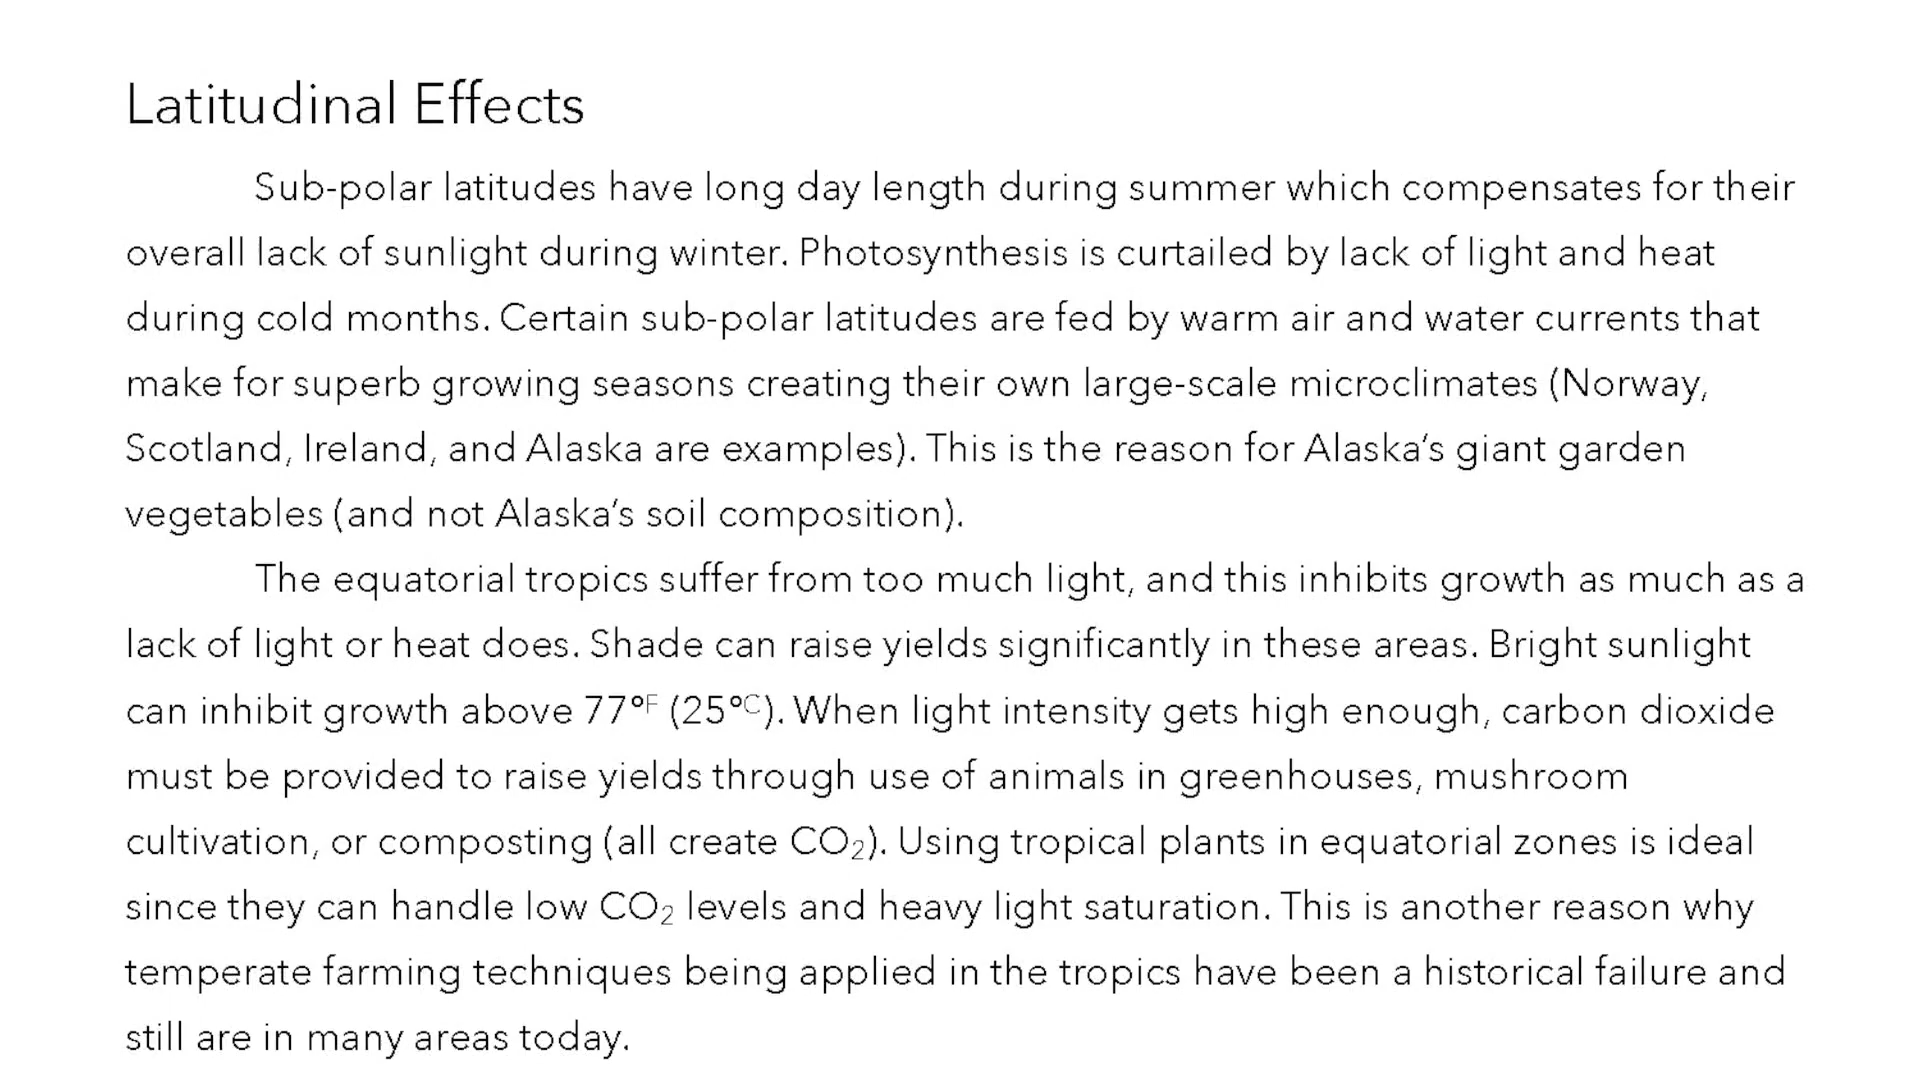 Latitudinal Effects
Sub-polar latitudes have long day length during summer which compensates for their
overall lack of sunlight during winter. Photosynthesis is curtailed by lack of light and heat
during cold months. Certain sub-polar latitudes are fed by warm air and water currents that
make for superb growing seasons creating their own large-scale microclimates (Norway,
Scotland, Ireland, and Alaska are examples). This is the reason for Alaska’s giant garden
vegetables (and not Alaska’s soil composition).
The equatorial tropics suffer from too much light, and this inhibits growth as much as a
lack of light or heat does. Shade can raise yields significantly in these areas. Bright sunlight
can inhibit growth above 77°F (25°C). When light intensity gets high enough, carbon dioxide
must be provided to raise yields through use of animals in greenhouses, mushroom
cultivation, or composting (all create CO₂). Using tropical plants in equatorial zones is ideal
since they can handle low CO₂ levels and heavy light saturation. This is another reason why
temperate farming techniques being applied in the tropics have been a historical failure and
still are in many areas today.